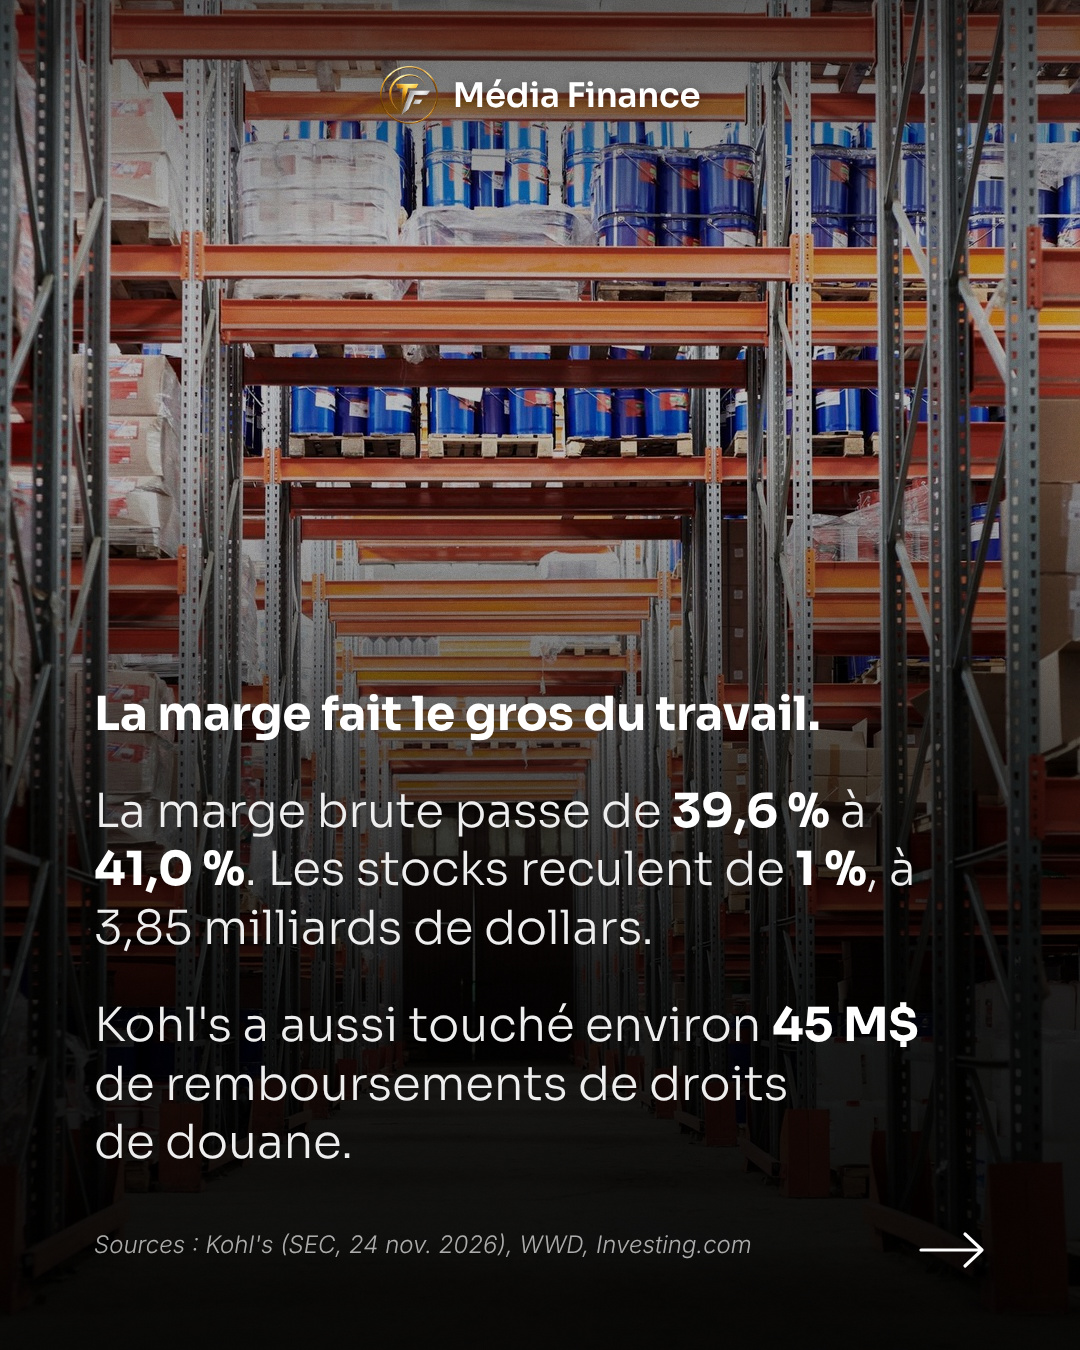 Média Finance
La marge fait le gros du travail.
La marge brute passe de 39,6 % à
41,0 %. Les stocks reculent de 1 %, à
3,85 milliards de dollars.
Kohl's a aussi touché environ 45 M$
de remboursements de droits
de douane.
Sources : Kohl's (SEC, 24 nov. 2026), WWD, Investing.com